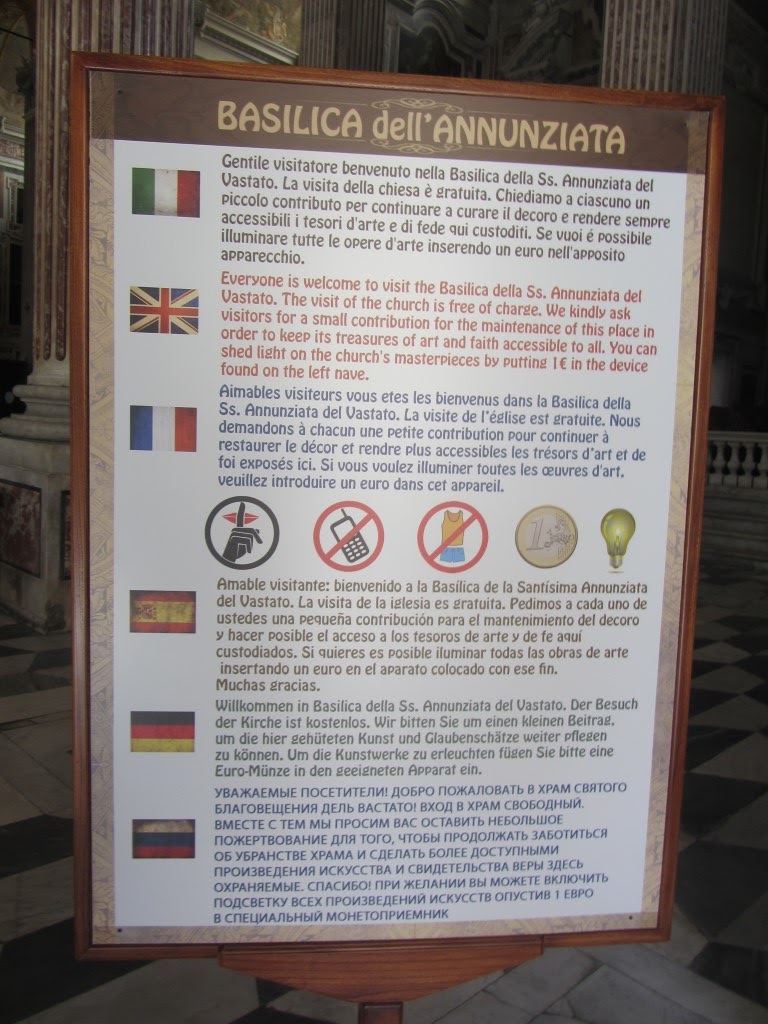 BASILICA dell'ANNUNZIATA
Gentile visitatore benvenuto nella Basilica della Ss. Annunziata del
Vastato. La visita della chiesa è gratuita. Chiediamo a ciascuno un
piccolo contributo per continuare a curare il decoro e rendere sempre
accessibili i tesori d'arte e di fede qui custoditi. Se vuoi é possibile
illuminare tutte le opere d'arte inserendo un euro nell'apposito
apparecchio.
Everyone is welcome to visit the Basilica della Ss. Annunziata del
Vastato. The visit of the church is free of charge. We kindly ask
visitors for a small contribution for the maintenance of this place in
order to keep its treasures of art and faith accessible to all. You can
shed light on the church's masterpieces by putting 1€ in the device
found on the left nave.
Aimables visiteurs vous etes les bienvenus dans la Basilica della
Ss. Annunziata del Vastato. La visite de l'église est gratuite. Nous
demandons à chacun une petite contribution pour continuer à
restaurer le décor et rendre plus accessibles les trésors d'art et de
foi exposés ici. Si vous voulez illuminer toutes les œuvres d'art,
veuillez introduire un euro dans cet appareil.
1
Amable visitante: bienvenido a la Basílica de la Santísima Annunziata
del Vastato. La visita de la iglesia es gratuita. Pedimos a cada uno de
ustedes una pequeña contribución para el mantenimiento del decoro
y hacer posible el acceso a los tesoros de arte y de fe aquí
custodiados. Si quieres es posible iluminar todas las obras de arte
insertando un euro en el aparato colocado con ese fin.
Muchas gracias.
Willkommen in Basilica della Ss. Annunziata del Vastato. Der Besuch
der Kirche ist kostenlos. Wir bitten Sie um einen kleinen Beitrag,
um die hier gehüteten Kunst und Glaubenschätze weiter pflegen
zu können. Um die Kunstwerke zu erleuchten fügen Sie bitte eine
Euro-Münze in den geeigneten Apparat ein.
УВАЖАЕМЫЕ ПОСЕТИТЕЛИ! ДОБРО ПОЖАЛОВАТЬ В ХРАМ СВЯТОГО
БЛАГОВЕЩЕНИЯ ДЕЛЬ ВАСТАТО! ВХОД В ХРАМ СВОБОДНЫЙ.
ВМЕСТЕ С ТЕМ МЫ ПРОСИМ ВАС ОСТАВИТЬ НЕБОЛЬШОЕ
ПОЖЕРТВОВАНИЕ ДЛЯ ТОГО, ЧТОБЫ ПРОДОЛЖАТЬ ЗАБОТИТЬСЯ
ОБ УБРАНСТВЕ ХРАМА И СДЕЛАТЬ БОЛЕЕ ДОСТУПНЫМИ
ПРОИЗВЕДЕНИЯ ИСКУССТВА И СВИДЕТЕЛЬСТВА ВЕРЫ ЗДЕСЬ
ОХРАНЯЕМЫЕ. СПАСИБО! ПРИ ЖЕЛАНИИ ВЫ МОЖЕТЕ ВКЛЮЧИТЬ
ПОДСВЕТКУ ВСЕХ ПРОИЗВЕДЕНИЙ ИСКУССТВ ОПУСТИВ 1 ЕВРО
В СПЕЦИАЛЬНЫЙ МОНЕТОПРИЕМНИК